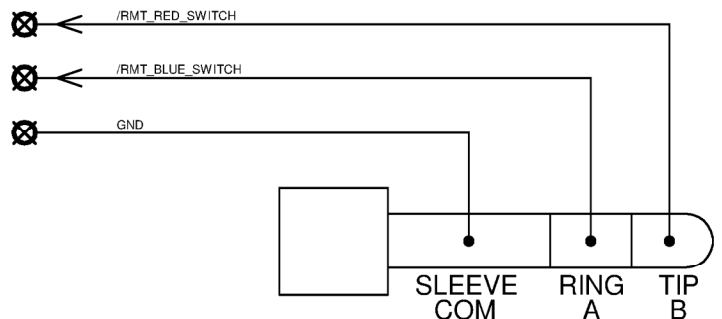 /RMT_RED_SWITCH
/RMT_BLUE_SWITCH
GND
SLEEVE RING TIP
COM A B